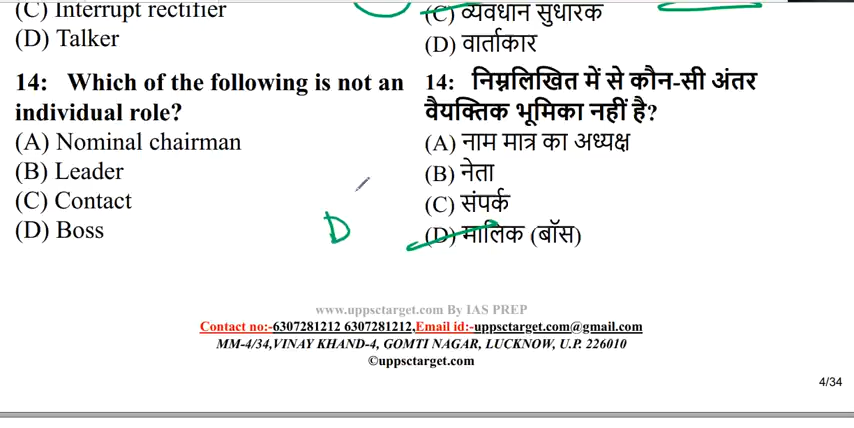 (C) Interrupt rectifier
(D) Talker
14: Which of the following is not an
individual role?
(A) Nominal chairman
(B) Leader
(C) Contact
(D) Boss
D
(C) व्यवधान सुधारक
(D) वार्ताकार
14: निम्नलिखित में से कौन-सी अंतर
वैयक्तिक भूमिका नहीं है?
(A) नाम मात्र का अध्यक्ष
(B) नेता
(C) संपर्क
(D) मालिक (बॉस)
www.uppsctarget.com By IAS PREP
Contact no:-6307281212 6307281212,Email id:-uppsctarget.com@gmail.com
MM-4/34,VINAY KHAND-4, GOMTI NAGAR, LUCKNOW, U.P. 226010
©uppsctarget.com
4/34